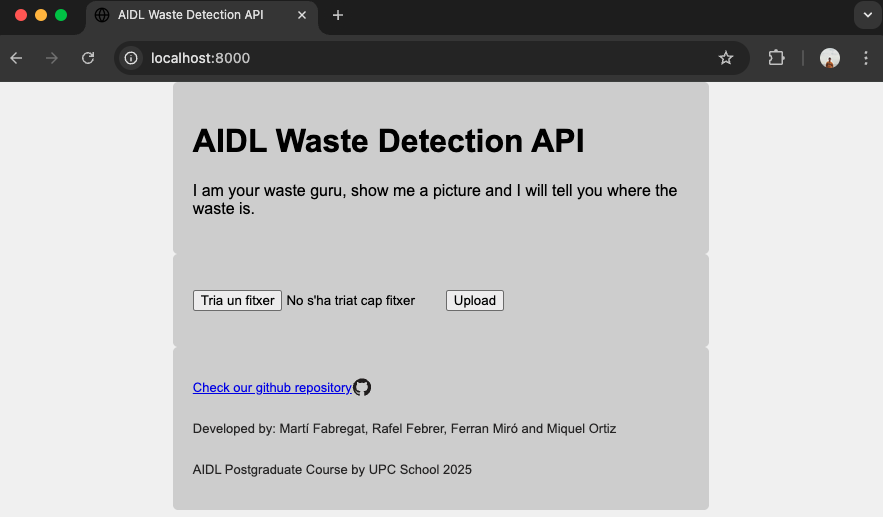 AIDL Waste Detection API
localhost:8000
AIDL Waste Detection API
I am your waste guru, show me a picture and I will tell you where the
waste is.
Tria un fitxer No s'ha triat cap fitxer Upload
Check our github repository
Developed by: Martí Fabregat, Rafel Febrer, Ferran Miró and Miquel Ortiz
AIDL Postgraduate Course by UPC School 2025